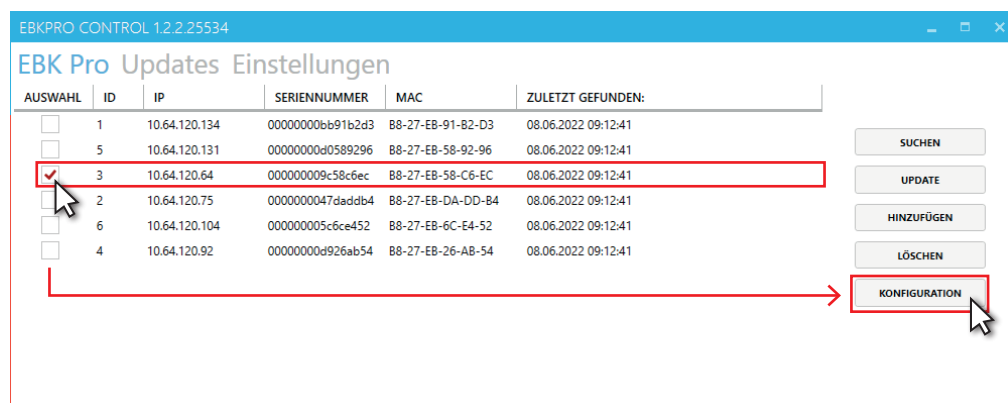 EBKPRO CONTROL 1.2.2.25534
EBK Pro Updates Einstellungen
AUSWAHL ID IP SERIENNUMMER MAC ZULETZT GEFUNDEN:
1 10.64.120.134 00000000bb91b2d3 B8-27-EB-91-B2-D3 08.06.2022 09:12:41
5 10.64.120.131 00000000d0589296 B8-27-EB-58-92-96 08.06.2022 09:12:41
3 10.64.120.64 000000009c58c6ec B8-27-EB-58-C6-EC 08.06.2022 09:12:41
2 10.64.120.75 0000000047daddb4 B8-27-EB-DA-DD-B4 08.06.2022 09:12:41
6 10.64.120.104 000000005c6ce452 B8-27-EB-6C-E4-52 08.06.2022 09:12:41
4 10.64.120.92 00000000d926ab54 B8-27-EB-26-AB-54 08.06.2022 09:12:41
SUCHEN
UPDATE
HINZUFÜGEN
LÖSCHEN
KONFIGURATION